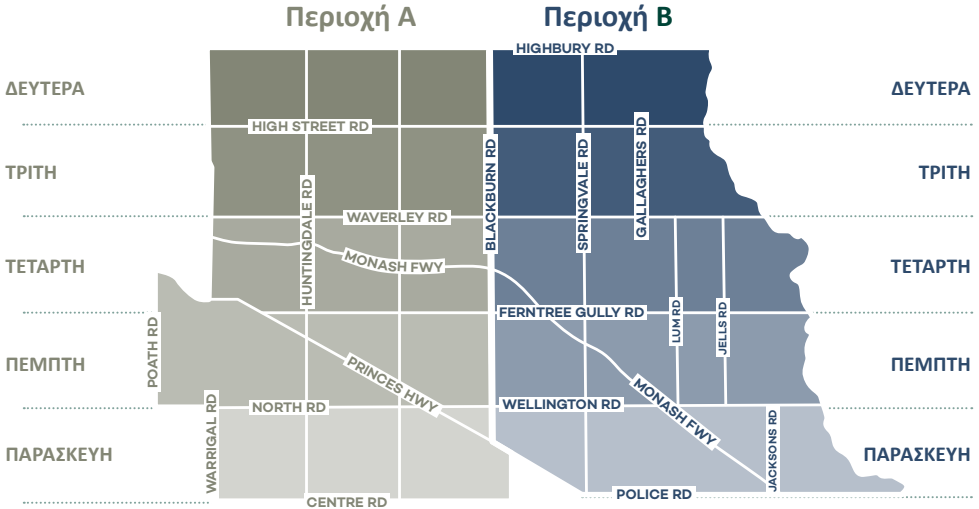 Περιοχή A
Περιοχή B
HIGHBURY RD
ΔΕΥΤΕΡΑ
ΔΕΥΤΕΡΑ
HIGH STREET RD
GALLAGHERS RD
BLACKBURN RD
SPRINGVALE RD
ΤΡΙΤΗ
ΤΡΙΤΗ
HUNTINGDALE RD
WAVERLEY RD
MONASH FWY
ΤΕΤΑΡΤΗ
ΤΕΤΑΡΤΗ
FERNTREE GULLY RD
LUM RD
JELLS RD
POATH RD
ΠΕΜΠΤΗ
ΠΕΜΠΤΗ
PRINCES HWY
MONASH FWY
WARRIGAL RD
NORTH RD
WELLINGTON RD
JACKSONS RD
ΠΑΡΑΣΚΕΥΗ
ΠΑΡΑΣΚΕΥΗ
CENTRE RD
POLICE RD